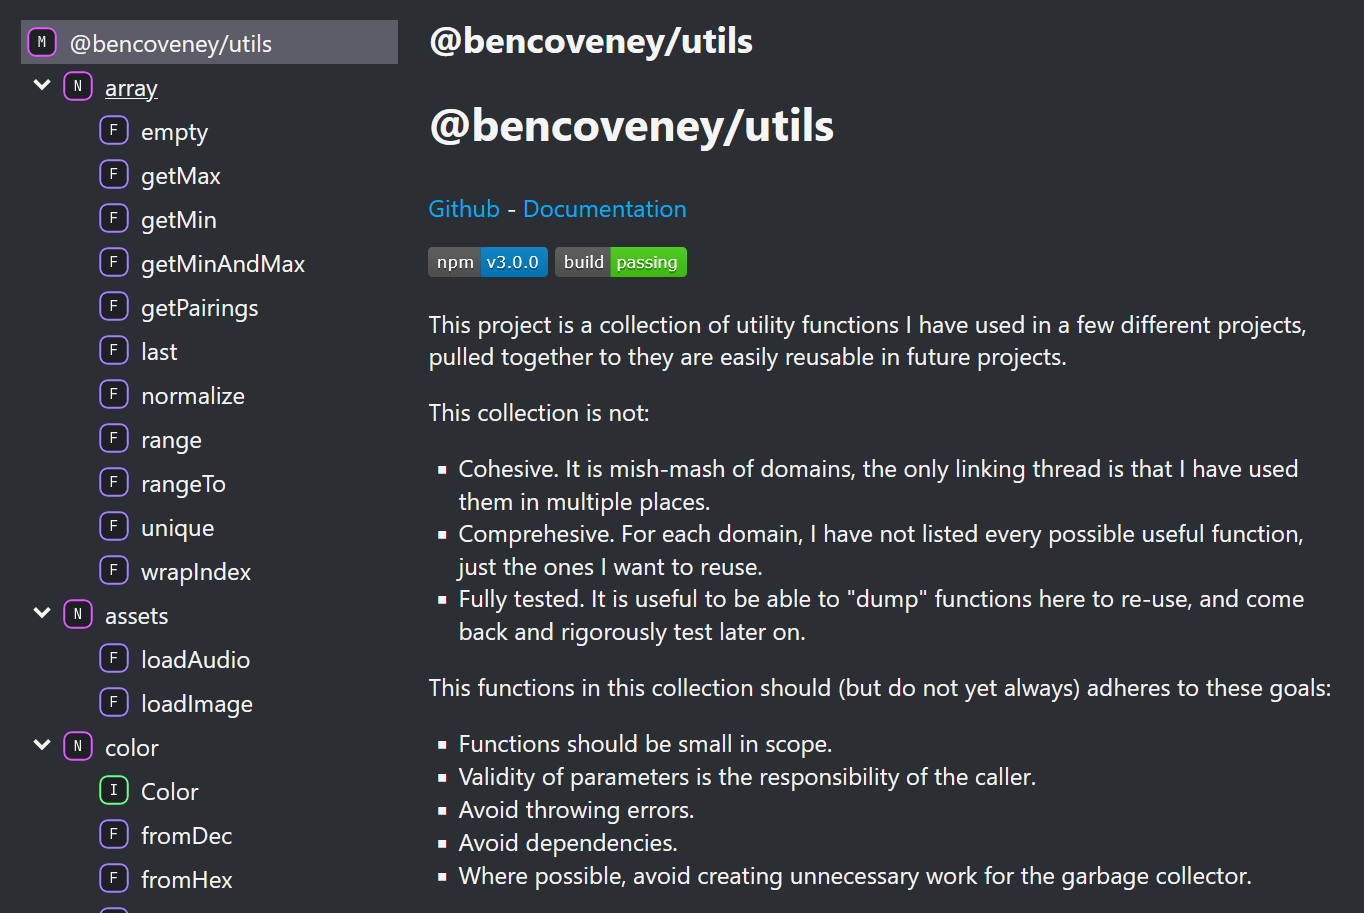 M @bencoveney/utils
N array
F empty
F getMax
F getMin
F getMinAndMax
F getPairings
F last
F normalize
F range
F rangeTo
F unique
F wrapIndex
N assets
F loadAudio
F loadImage
N color
I Color
F fromDec
F fromHex
@bencoveney/utils
@bencoveney/utils
Github - Documentation
npm v3.0.0 build passing
This project is a collection of utility functions I have used in a few different projects,
pulled together to they are easily reusable in future projects.
This collection is not:
Cohesive. It is mish-mash of domains, the only linking thread is that I have used
them in multiple places.
Comprehesive. For each domain, I have not listed every possible useful function,
just the ones I want to reuse.
Fully tested. It is useful to be able to "dump" functions here to re-use, and come
back and rigorously test later on.
This functions in this collection should (but do not yet always) adheres to these goals:
Functions should be small in scope.
Validity of parameters is the responsibility of the caller.
Avoid throwing errors.
Avoid dependencies.
Where possible, avoid creating unnecessary work for the garbage collector.